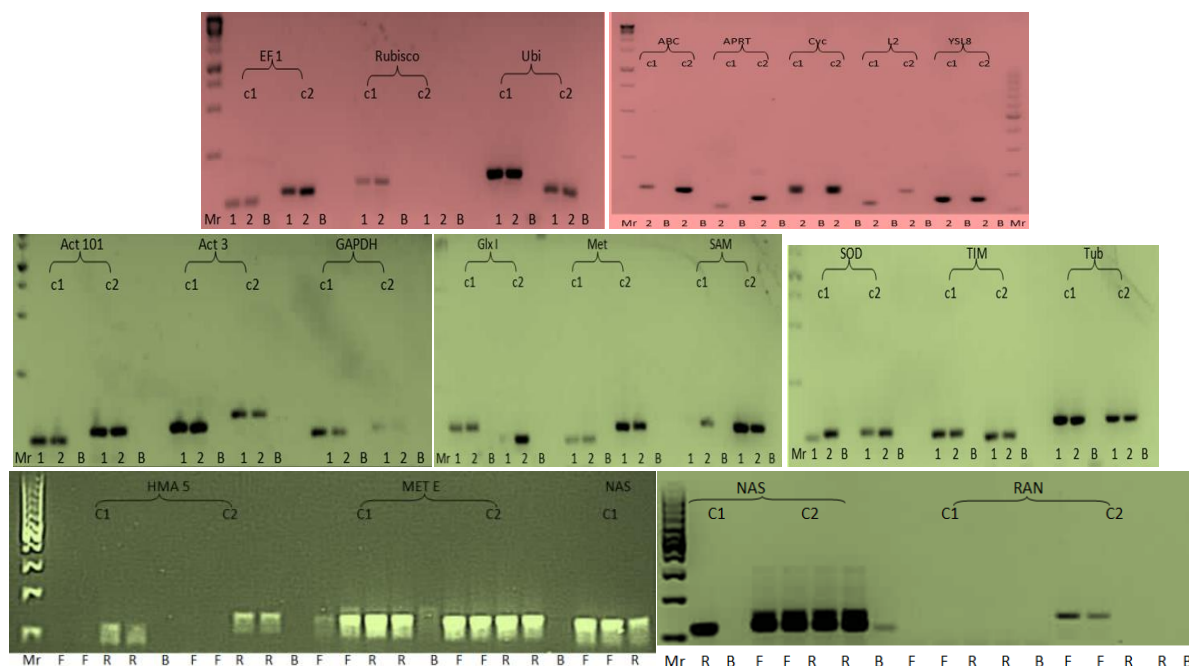 EF 1 Rubisco Ubi
c1 c2 c1 c2 c1 c2
Mr 1 2 B 1 2 B 1 2 B 1 2 B 1 2 B 1 2 B
ABC APRT Cyc L2 YSL8
c1 c2 c1 c2 c1 c2 c1 c2 c1 c2
Mr 2 B 2 B 2 B 2 B 2 B 2 B 2 B 2 B 2 B 2 B Mr
Act 101 Act 3 GAPDH
c1 c2 c1 c2 c1 c2
Mr 1 2 B 1 2 B 1 2 B 1 2 B 1 2 B 1 2 B
Glx I Met SAM
c1 c2 c1 c2 c1 c2
Mr 1 2 B 1 2 B 1 2 B 1 2 B 1 2 B 1 2 B
SOD TIM Tub
c1 c2 c1 c2 c1 c2
Mr 1 2 B 1 2 B 1 2 B 1 2 B 1 2 B 1 2 B
HMA 5 MET E NAS
C1 C2 C1 C2 C1
Mr F F R R B F F R R B F F R R B F F R R B F F R
NAS RAN
C1 C2 C1 C2
Mr R B F F R R B F F R R B F F R R B